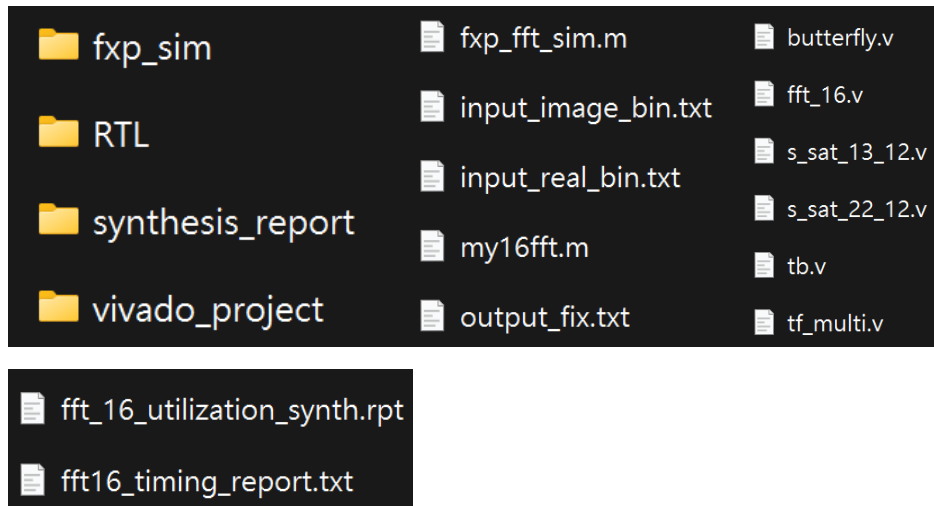 fxp_sim
RTL
synthesis_report
vivado_project
fxp_fft_sim.m
input_image_bin.txt
input_real_bin.txt
my16fft.m
output_fix.txt
butterfly.v
fft_16.v
s_sat_13_12.v
s_sat_22_12.v
tb.v
tf_multi.v
fft_16_utilization_synth.rpt
fft16_timing_report.txt